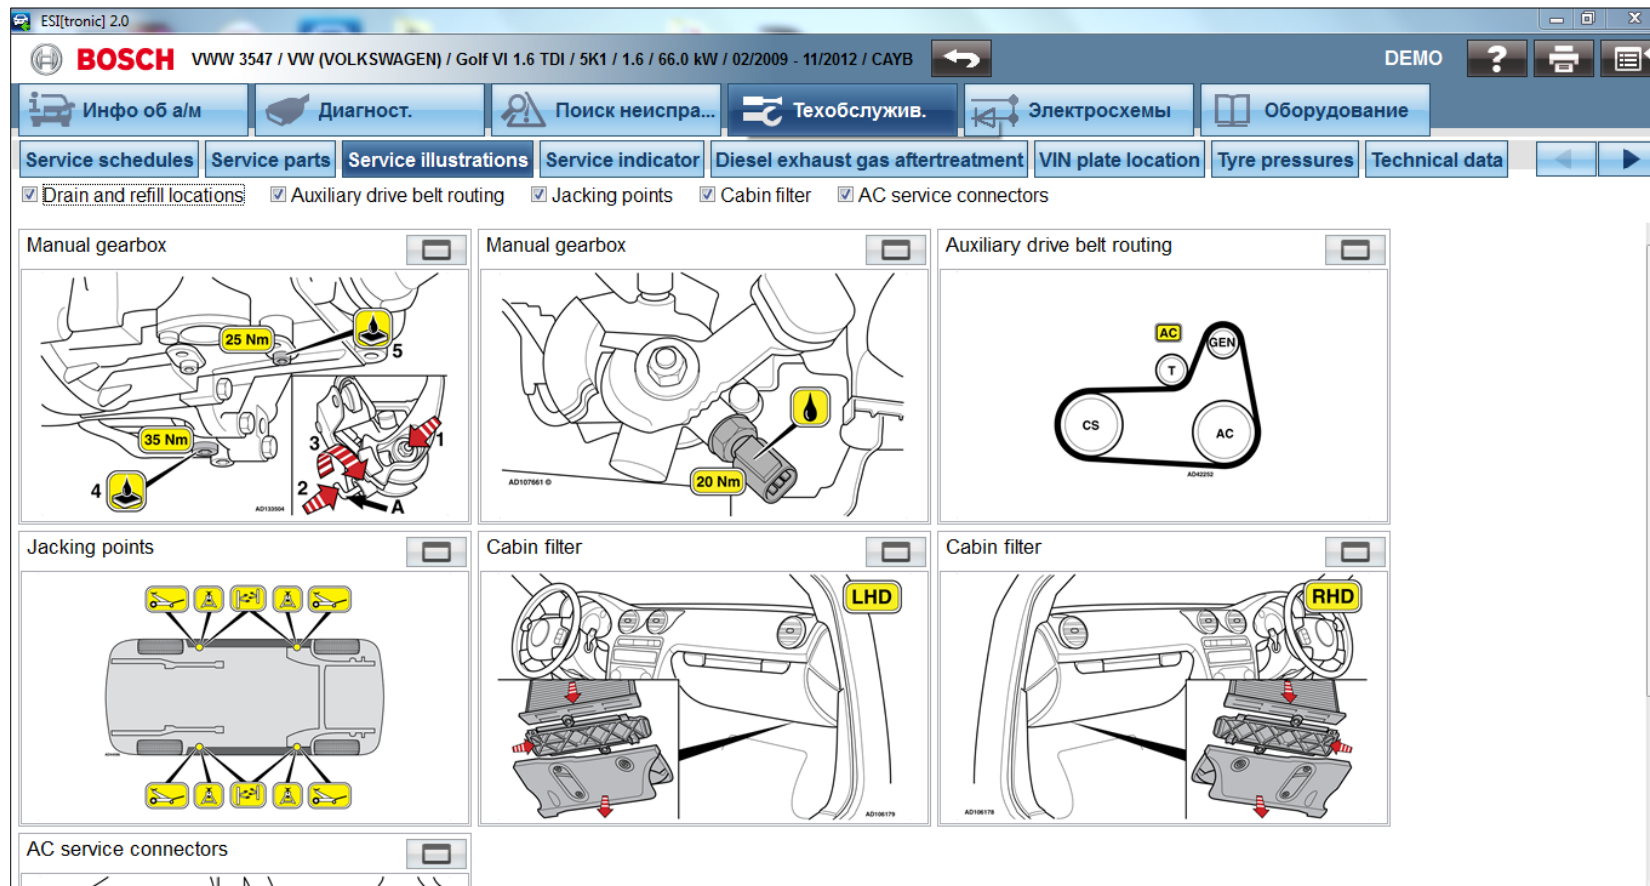 ESI[tronic] 2.0
BOSCH VWW 3547 / VW (VOLKSWAGEN) / Golf VI 1.6 TDI / 5K1 / 1.6 / 66.0 kW / 02/2009 - 11/2012 / CAYB DEMO ?
Инфо об а/м Диагност. Поиск неиспра... Техобслужив. Электросхемы Оборудование
Service schedules Service parts Service illustrations Service indicator Diesel exhaust gas aftertreatment VIN plate location Tyre pressures Technical data
Drain and refill locations Auxiliary drive belt routing Jacking points Cabin filter AC service connectors
Manual gearbox
25 Nm
5
35 Nm
4
3
1
2
A
AD133504
Manual gearbox
20 Nm
AD107661 ©
Auxiliary drive belt routing
AC
GEN
T
CS
AC
AD42252
Jacking points
Cabin filter
LHD
AD106179
Cabin filter
RHD
AD106178
AC service connectors